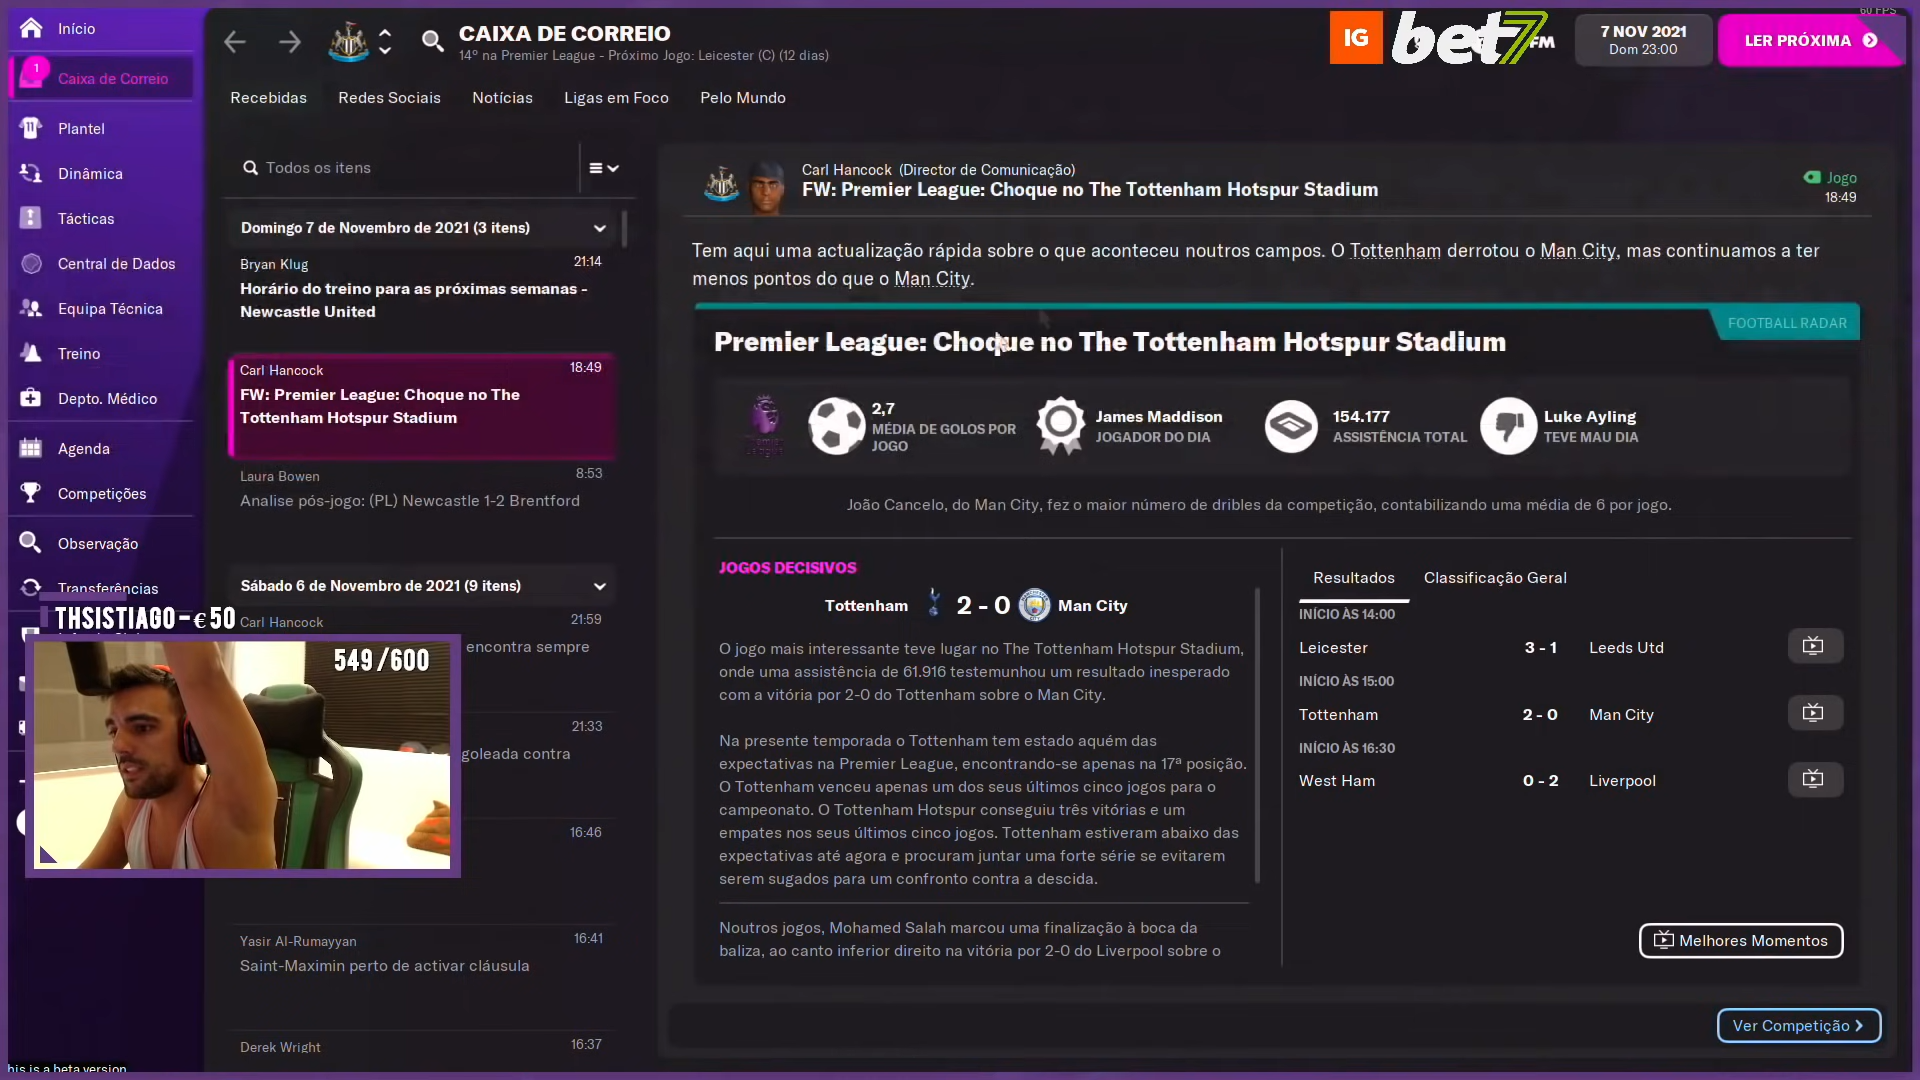 60 FPS
Início
1
Caixa de Correio
Plantel
Dinâmica
Tácticas
Central de Dados
Equipa Técnica
Treino
Depto. Médico
Agenda
Competições
Observação
Transferências
THSISTIAGO - €50
549/600
his is a beta version
CAIXA DE CORREIO
14º na Premier League - Próximo Jogo: Leicester (C) (12 dias)
IG
bet7
FM
7 NOV 2021
Dom 23:00
LER PRÓXIMA
Recebidas
Redes Sociais
Notícias
Ligas em Foco
Pelo Mundo
Todos os itens
Domingo 7 de Novembro de 2021 (3 itens)
Bryan Klug
21:14
Horário do treino para as próximas semanas -
Newcastle United
Carl Hancock
18:49
FW: Premier League: Choque no The
Tottenham Hotspur Stadium
Laura Bowen
8:53
Analise pós-jogo: (PL) Newcastle 1-2 Brentford
Sábado 6 de Novembro de 2021 (9 itens)
Carl Hancock
21:59
encontra sempre
21:33
goleada contra
16:46
Yasir Al-Rumayyan
16:41
Saint-Maximin perto de activar cláusula
Derek Wright
16:37
Carl Hancock (Director de Comunicação)
FW: Premier League: Choque no The Tottenham Hotspur Stadium
Jogo
18:49
Tem aqui uma actualização rápida sobre o que aconteceu noutros campos. O Tottenham derrotou o Man City, mas continuamos a ter
menos pontos do que o Man City.
FOOTBALL RADAR
Premier League: Choque no The Tottenham Hotspur Stadium
2,7
MÉDIA DE GOLOS POR
JOGO
James Maddison
JOGADOR DO DIA
154.177
ASSISTÊNCIA TOTAL
Luke Ayling
TEVE MAU DIA
João Cancelo, do Man City, fez o maior número de dribles da competição, contabilizando uma média de 6 por jogo.
JOGOS DECISIVOS
Tottenham 2 - 0 Man City
O jogo mais interessante teve lugar no The Tottenham Hotspur Stadium,
onde uma assistência de 61.916 testemunhou um resultado inesperado
com a vitória por 2-0 do Tottenham sobre o Man City.
Na presente temporada o Tottenham tem estado aquém das
expectativas na Premier League, encontrando-se apenas na 17ª posição.
O Tottenham venceu apenas um dos seus últimos cinco jogos para o
campeonato. O Tottenham Hotspur conseguiu três vitórias e um
empates nos seus últimos cinco jogos. Tottenham estiveram abaixo das
expectativas até agora e procuram juntar uma forte série se evitarem
serem sugados para um confronto contra a descida.
Noutros jogos, Mohamed Salah marcou uma finalização à boca da
baliza, ao canto inferior direito na vitória por 2-0 do Liverpool sobre o
Resultados
Classificação Geral
INÍCIO ÀS 14:00
Leicester 3 - 1 Leeds Utd
INÍCIO ÀS 15:00
Tottenham 2 - 0 Man City
INÍCIO ÀS 16:30
West Ham 0 - 2 Liverpool
Melhores Momentos
Ver Competição